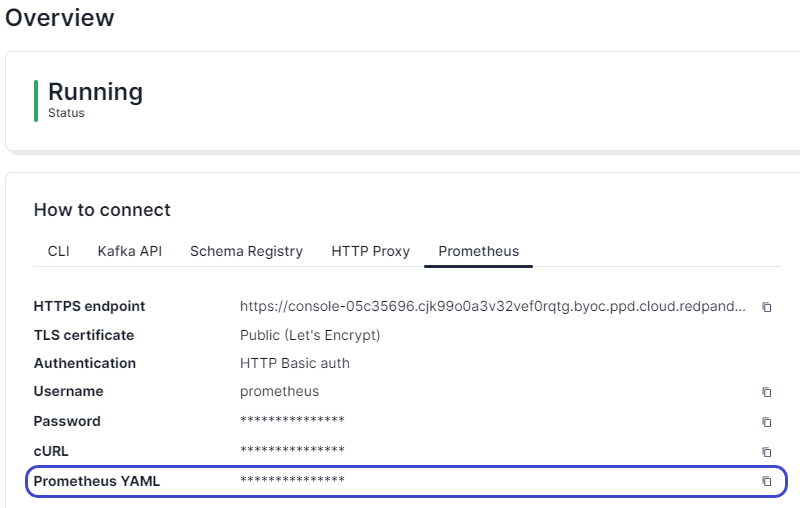 Overview
Running
Status
How to connect
CLI Kafka API Schema Registry HTTP Proxy Prometheus
HTTPS endpoint https://console-05c35696.cjk99o0a3v32vef0rqtg.byoc.ppd.cloud.redpand...
TLS certificate Public (Let's Encrypt)
Authentication HTTP Basic auth
Username prometheus
Password ***************
cURL ***************
Prometheus YAML ***************